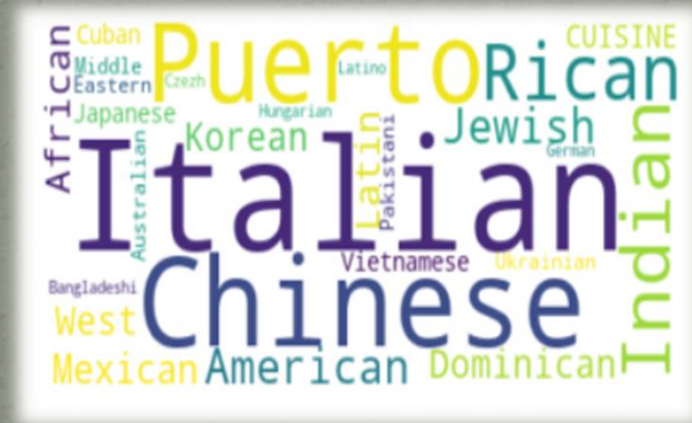 African
Cuban
Puerto
Rican
CUISINE
Middle
Eastern
Czezh
Latino
Japanese
Hungarian
Korean
Jewish
German
Australian
Italian
Latin
Pakistani
Indian
Vietnamese
Ukrainian
Bangladeshi
Chinese
West
Mexican
American
Dominican